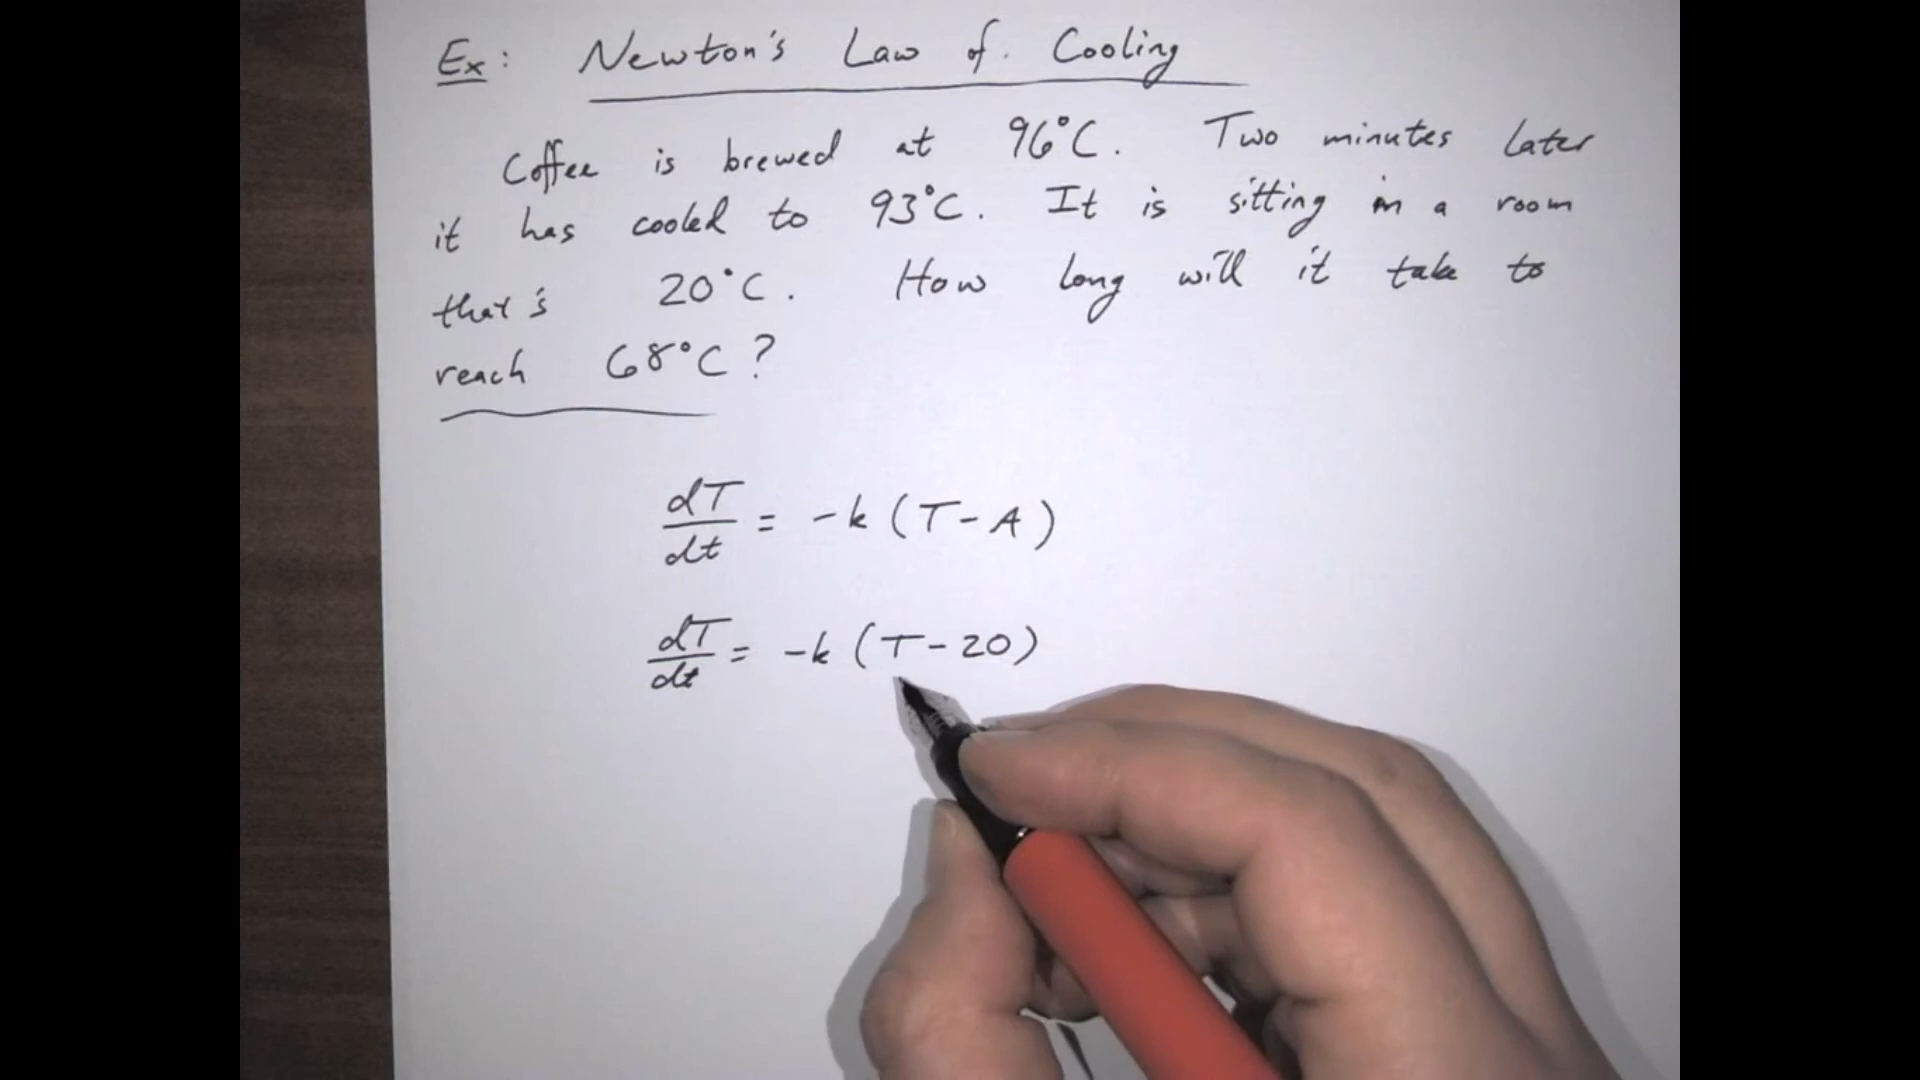 Ex: Newton's Law of Cooling
Coffee is brewed at 96°C. Two minutes later
it has cooled to 93°C. It is sitting in a room
that's 20°C. How long will it take to
reach 68°C?
dT/dt = -k (T - A)
dT/dt = -k (T - 20)